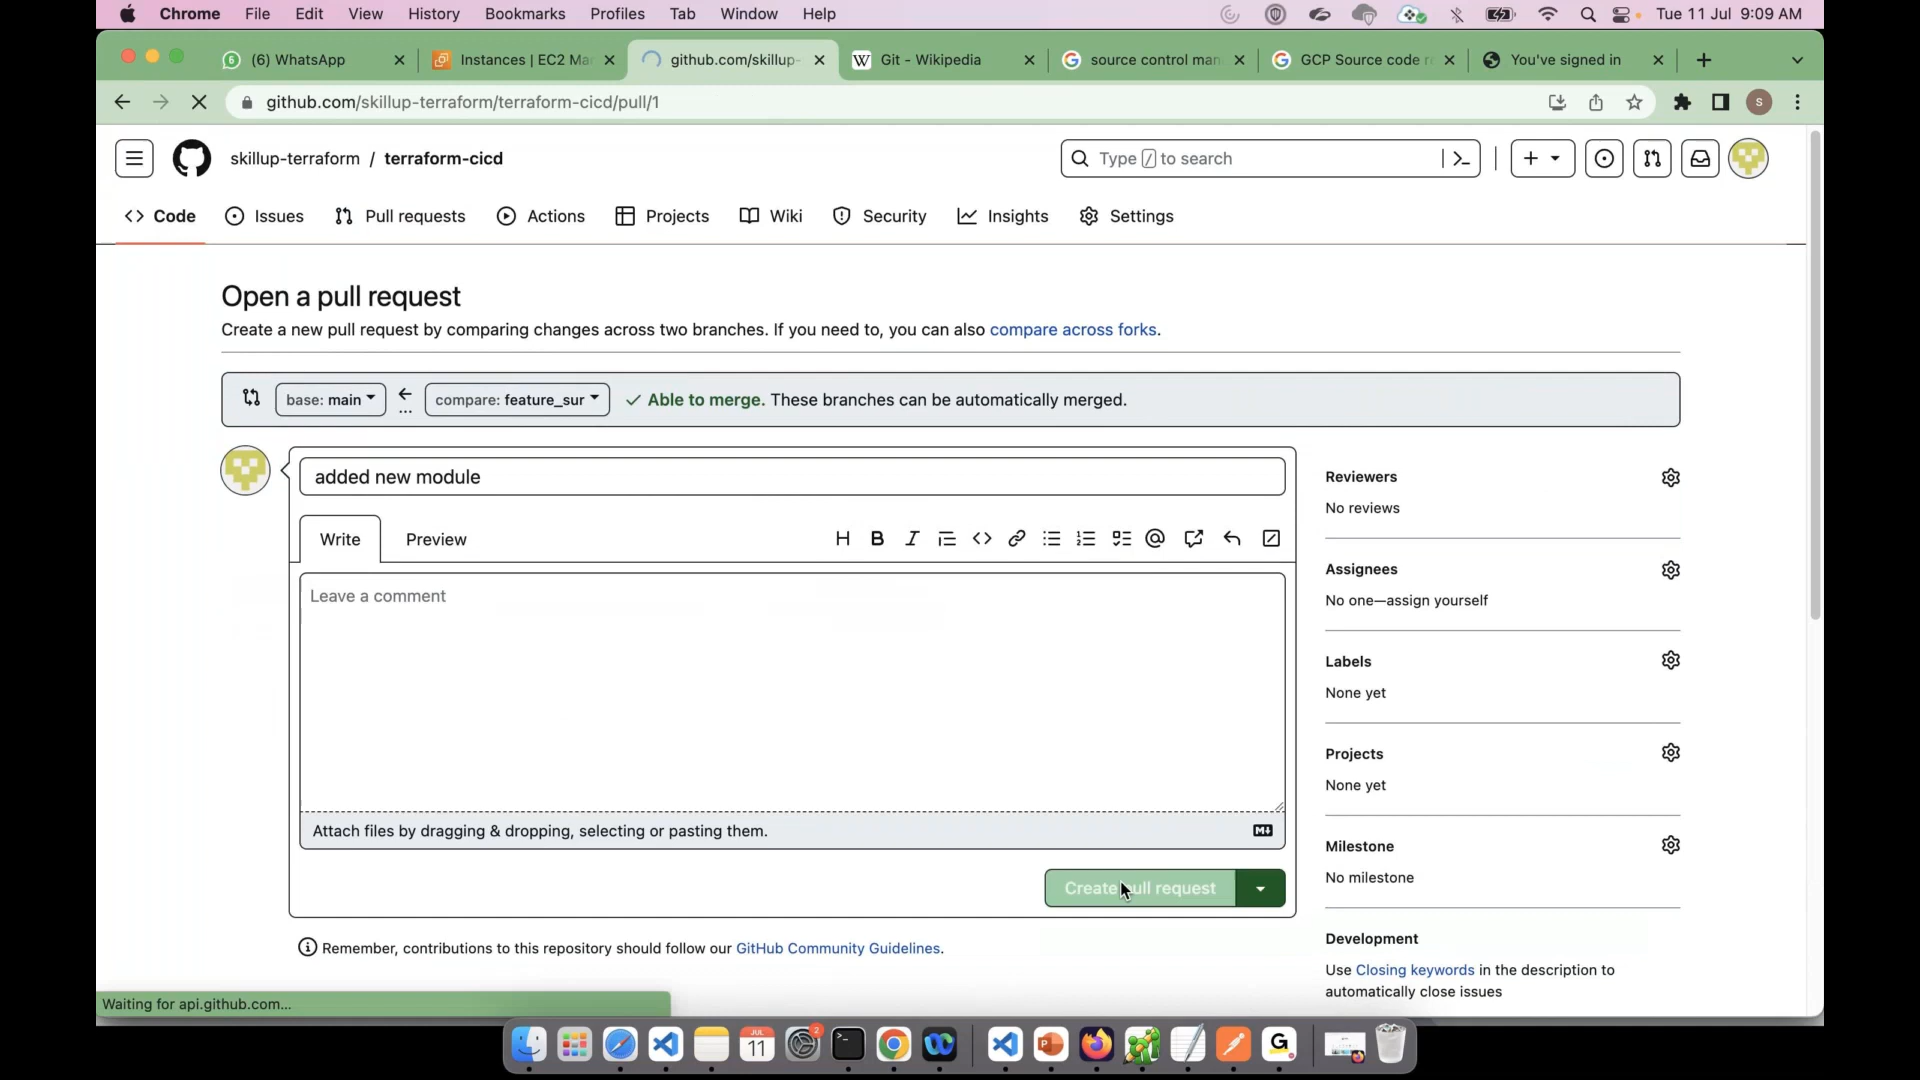 Chrome File Edit View History Bookmarks Profiles Tab Window Help Tue 11 Jul 9:09 AM
(6) WhatsApp Instances | EC2 Ma github.com/skillup- W Git - Wikipedia source control man GCP Source code r You've signed in
github.com/skillup-terraform/terraform-cicd/pull/1 s
skillup-terraform / terraform-cicd Type / to search
Code Issues Pull requests Actions Projects Wiki Security Insights Settings
Open a pull request
Create a new pull request by comparing changes across two branches. If you need to, you can also compare across forks.
base: main ... compare: feature_sur Able to merge. These branches can be automatically merged.
added new module
Write Preview H B I
Leave a comment
Attach files by dragging & dropping, selecting or pasting them.
Create pull request
Remember, contributions to this repository should follow our GitHub Community Guidelines.
Reviewers
No reviews
Assignees
No one—assign yourself
Labels
None yet
Projects
None yet
Milestone
No milestone
Development
Use Closing keywords in the description to
automatically close issues
Waiting for api.github.com...
JUL
11
2